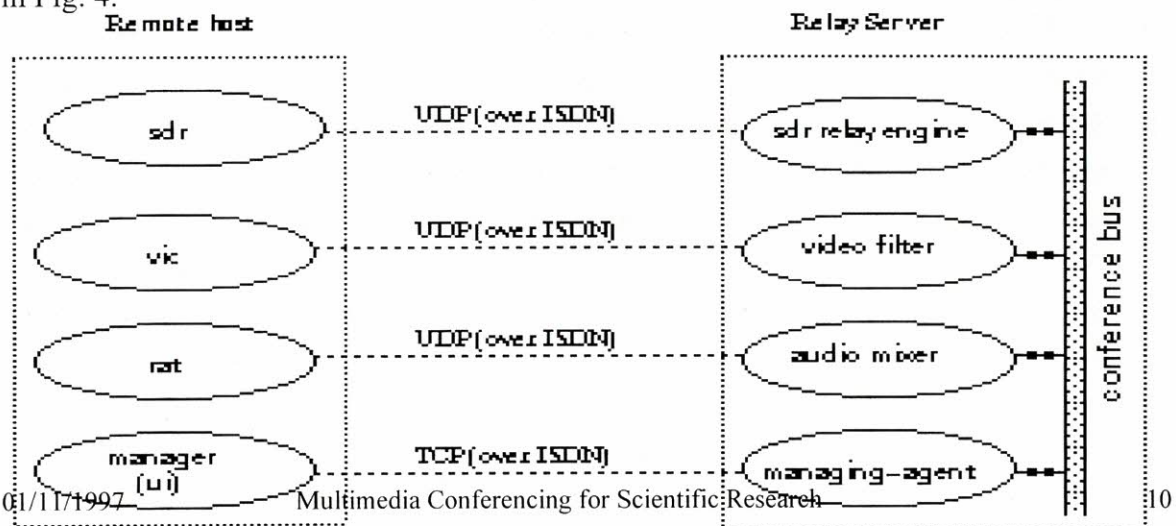 in Fig. 4.
Remote host
Relay Server
sdr
UDP(over ISDN)
sdr relay engine
vic
UDP(over ISDN)
video filter
rat
UDP(over ISDN)
audio mixer
manager
(ui)
TCP(over ISDN)
managing-agent
conference bus
01/11/1997 Multimedia Conferencing for Scientific Research 10